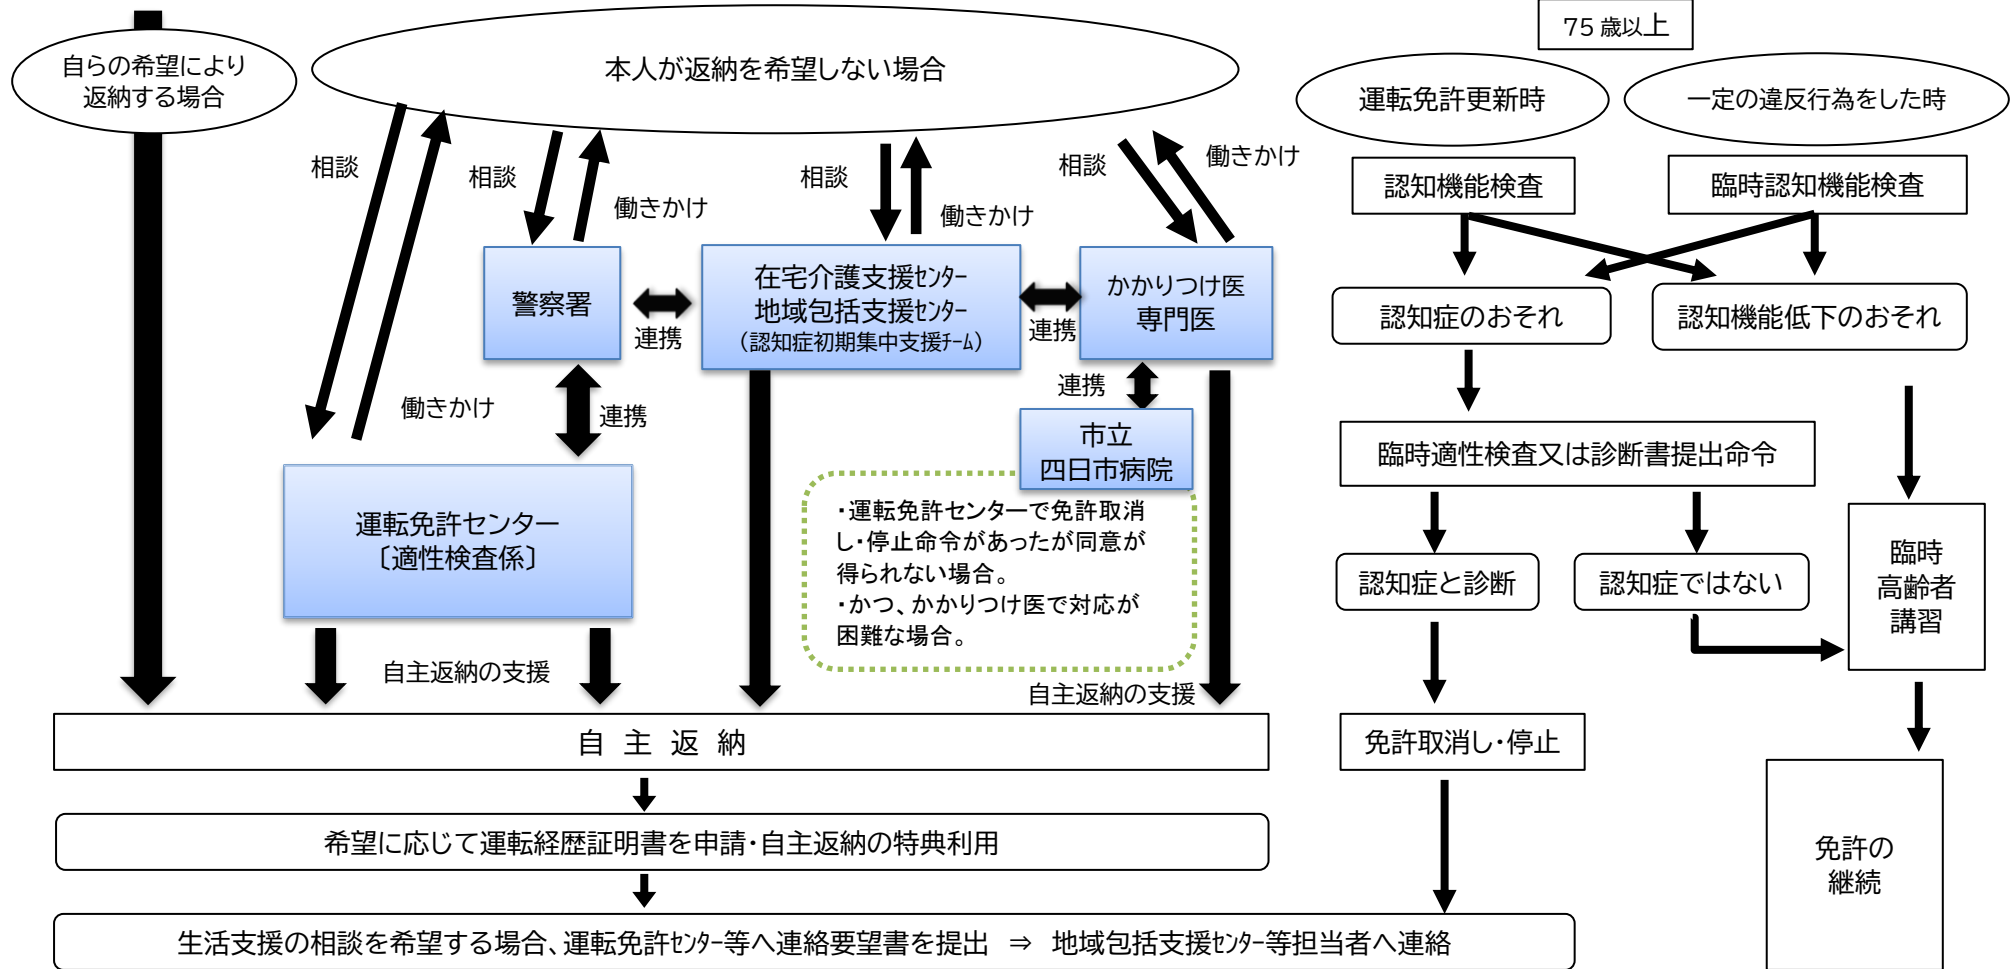 自らの希望により
返納する場合
本人が返納を希望しない場合
75歳以上
運転免許更新時
一定の違反行為をした時
相談
働きかけ
相談
働きかけ
相談
働きかけ
相談
働きかけ
認知機能検査
臨時認知機能検査
警察署
連携
在宅介護支援ｾﾝﾀｰ
地域包括支援ｾﾝﾀｰ
（認知症初期集中支援ﾁｰﾑ）
連携
かかりつけ医
専門医
認知症のおそれ
認知機能低下のおそれ
連携
連携
市立
四日市病院
臨時適性検査又は診断書提出命令
運転免許センター
〔適性検査係〕
・運転免許センターで免許取消
し・停止命令があったが同意が
得られない場合。
・かつ、かかりつけ医で対応が
困難な場合。
認知症と診断
認知症ではない
臨時
高齢者
講習
自主返納の支援
自主返納の支援
自 主 返 納
免許取消し・停止
希望に応じて運転経歴証明書を申請・自主返納の特典利用
免許の
継続
生活支援の相談を希望する場合、運転免許ｾﾝﾀｰ等へ連絡要望書を提出 ⇒ 地域包括支援ｾﾝﾀｰ等担当者へ連絡